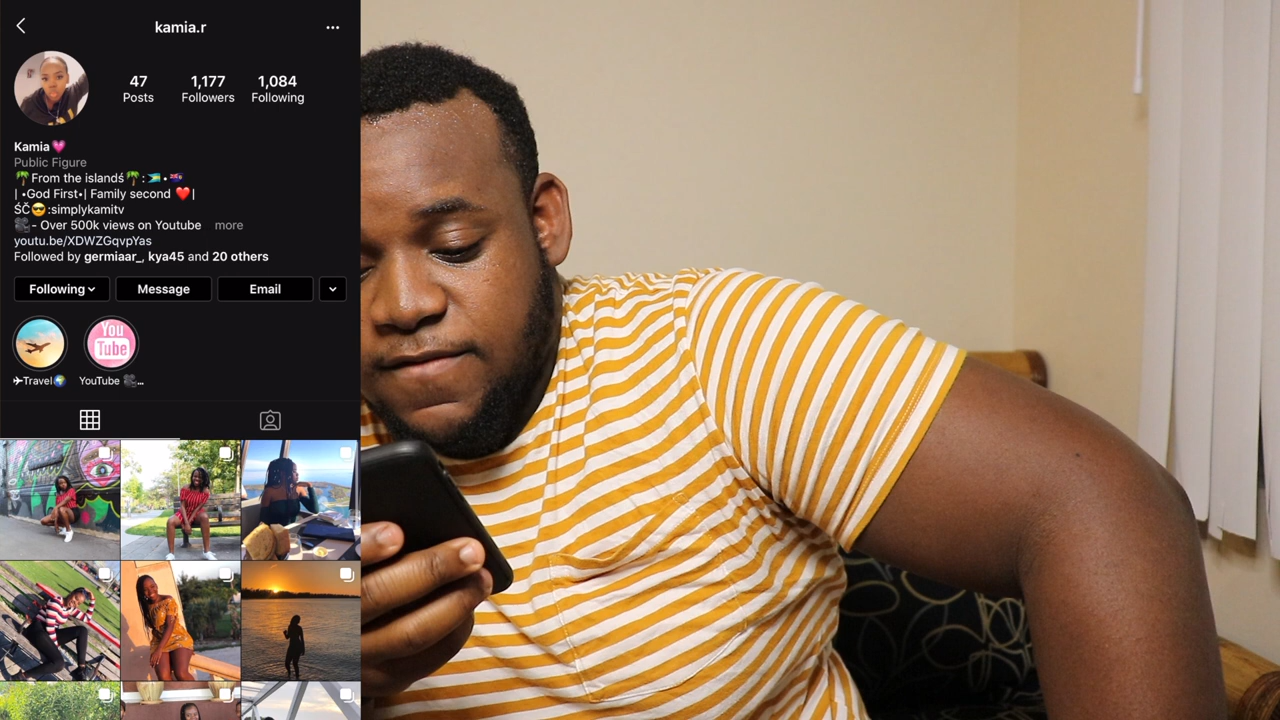 kamia.r
47
Posts
1,177
Followers
1,084
Following
Kamia💗
Public Figure
🌴From the islandś🌴:🇧🇸•🇹🇨
| •God First•| Family second ❤️|
ŚČ😎:simplykamitv
🎥- Over 500k views on Youtube more
youtu.be/XDWZGqvpYas
Followed by germiaar_, kya45 and 20 others
Following
Message
Email
You
Tube
✈Travel🌍
YouTube 🎥...